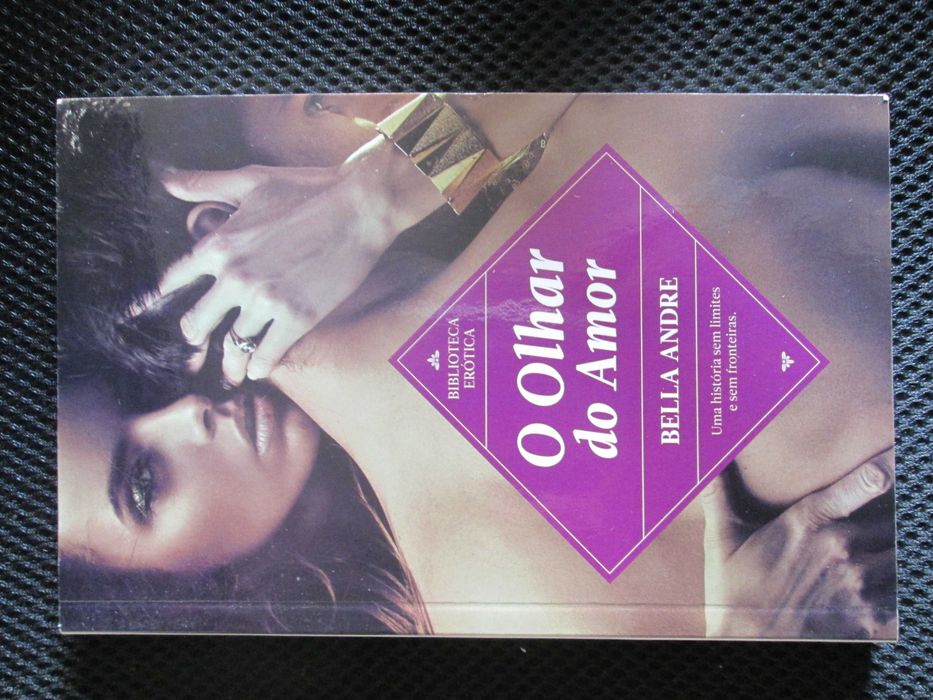 BIBLIOTECA
ERÓTICA
O Olhar
do Amor
BELLA ANDRE
Uma história sem limites
e sem fronteiras.